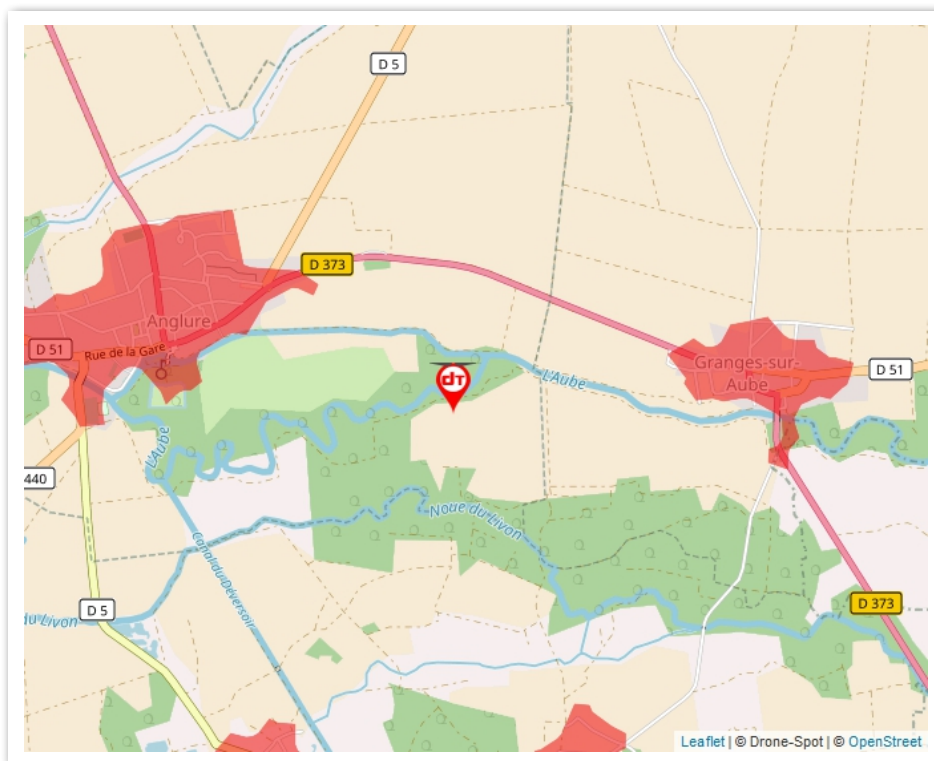 D 5
D 373
Anglure
D 51
Rue de la Gare
Granges-sur-
Aube
D 51
L'Aube
dT
L'Aube
440
Noue du Livon
Canal du Déversoir
D 5
du Livon
D 373
Leaflet | © Drone-Spot | © OpenStreet